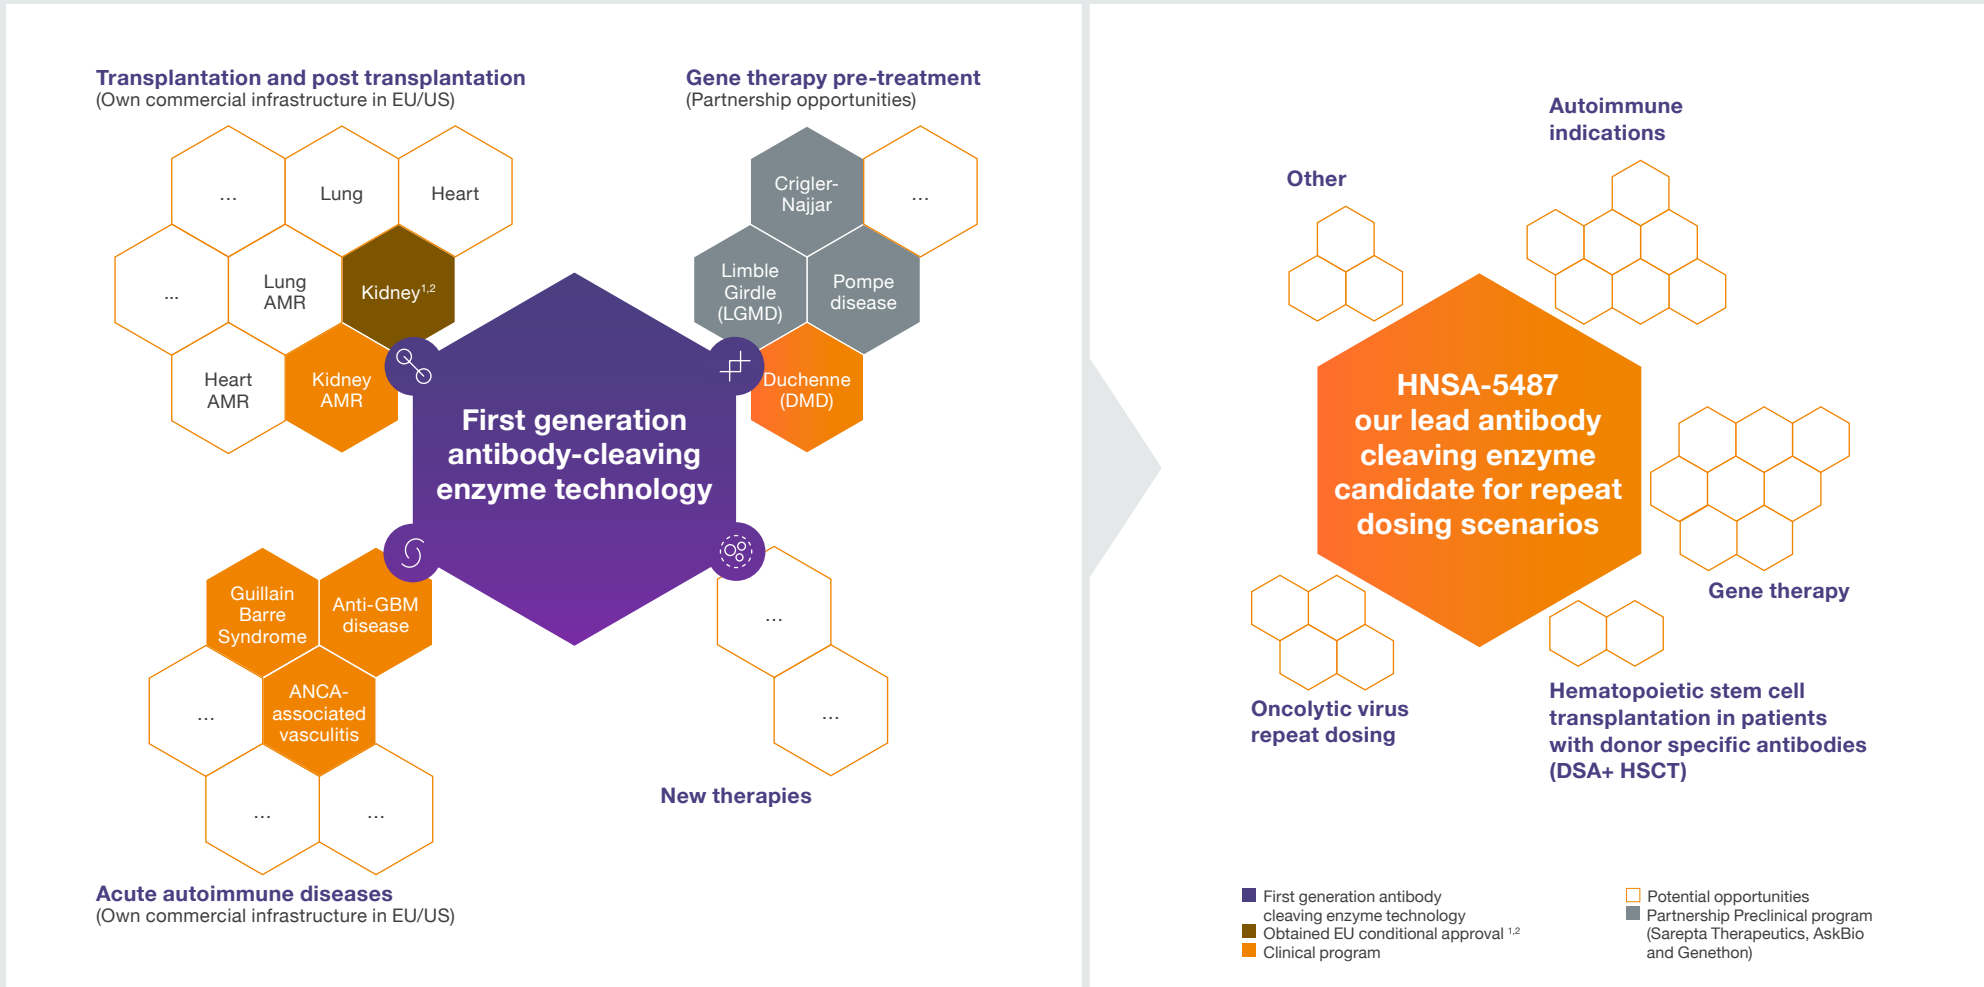 Transplantation and post transplantation
(Own commercial infrastructure in EU/US)
...
Lung
Heart
...
Lung
AMR
Kidney1,2
Heart
AMR
Kidney
AMR
Gene therapy pre-treatment
(Partnership opportunities)
Crigler-
Najjar
...
Limble
Girdle
(LGMD)
Pompe
disease
Duchenne
(DMD)
First generation
antibody-cleaving
enzyme technology
Guillain
Barre
Syndrome
Anti-GBM
disease
...
ANCA-
associated
vasculitis
...
...
Acute autoimmune diseases
(Own commercial infrastructure in EU/US)
...
...
New therapies
Other
Autoimmune
indications
HNSA-5487
our lead antibody
cleaving enzyme
candidate for repeat
dosing scenarios
Gene therapy
Oncolytic virus
repeat dosing
Hematopoietic stem cell
transplantation in patients
with donor specific antibodies
(DSA+ HSCT)
First generation antibody
cleaving enzyme technology
Obtained EU conditional approval 1,2
Clinical program
Potential opportunities
Partnership Preclinical program
(Sarepta Therapeutics, AskBio
and Genethon)